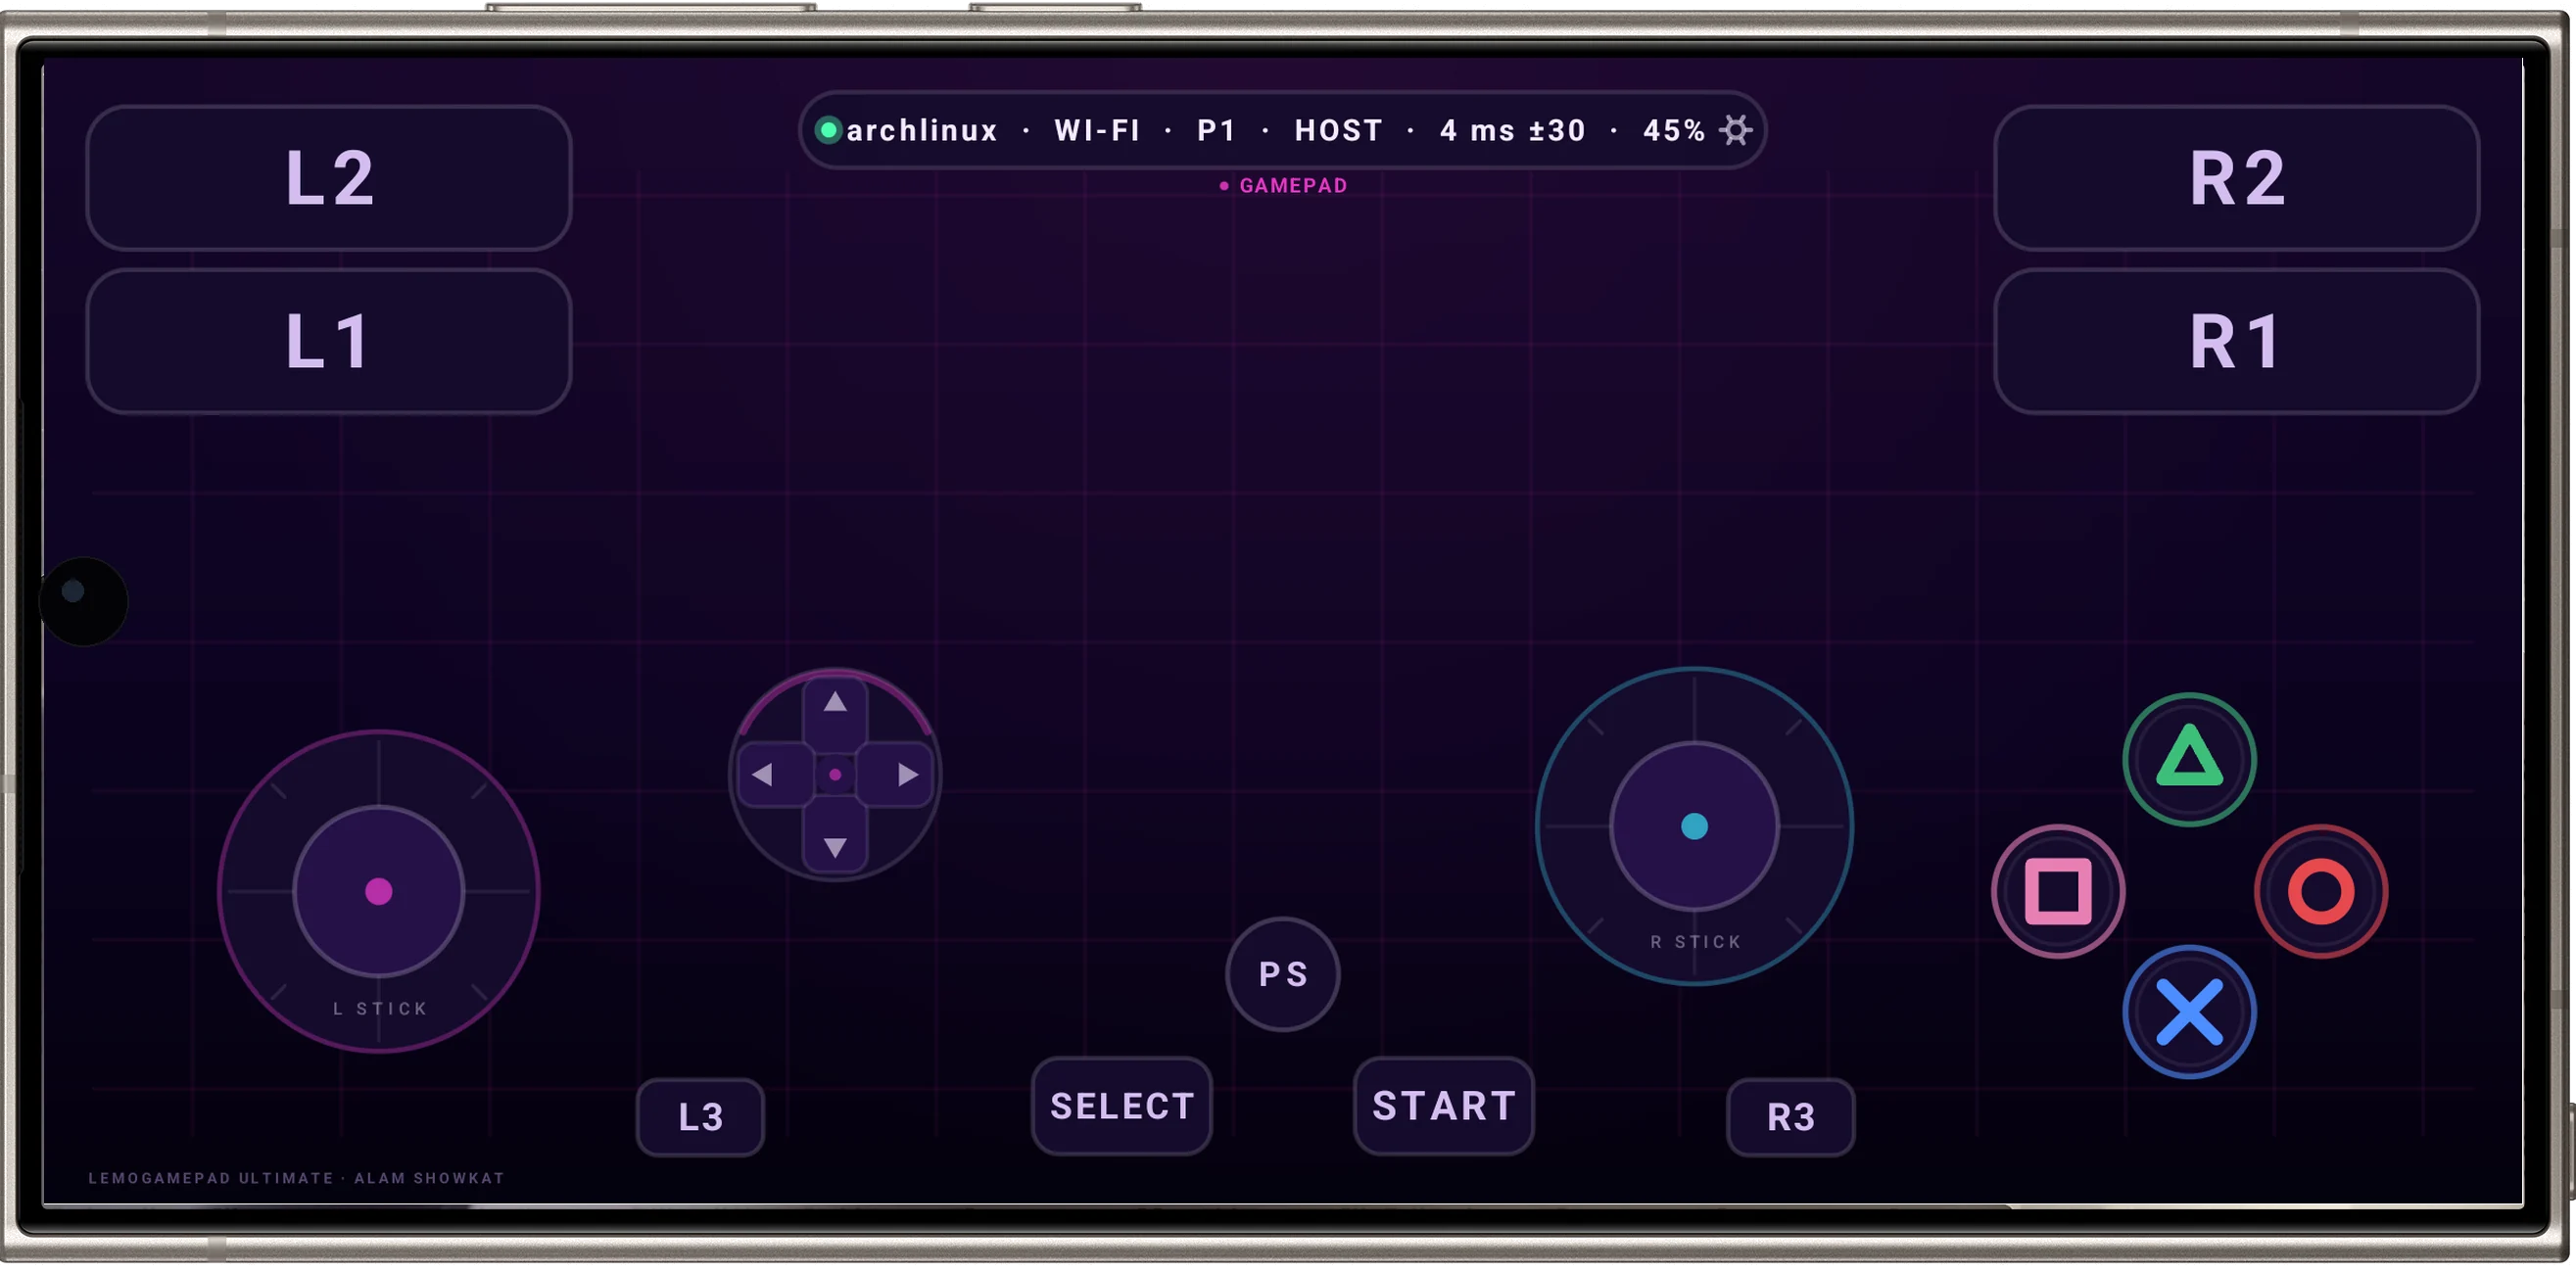 L2
archlinux · WI-FI · P1 · HOST · 4 ms ±30 · 45%
R2
• GAMEPAD
L1
R1
L STICK
R STICK
PS
L3
SELECT
START
R3
LEMOGAMEPAD ULTIMATE · ALAM SHOWKAT